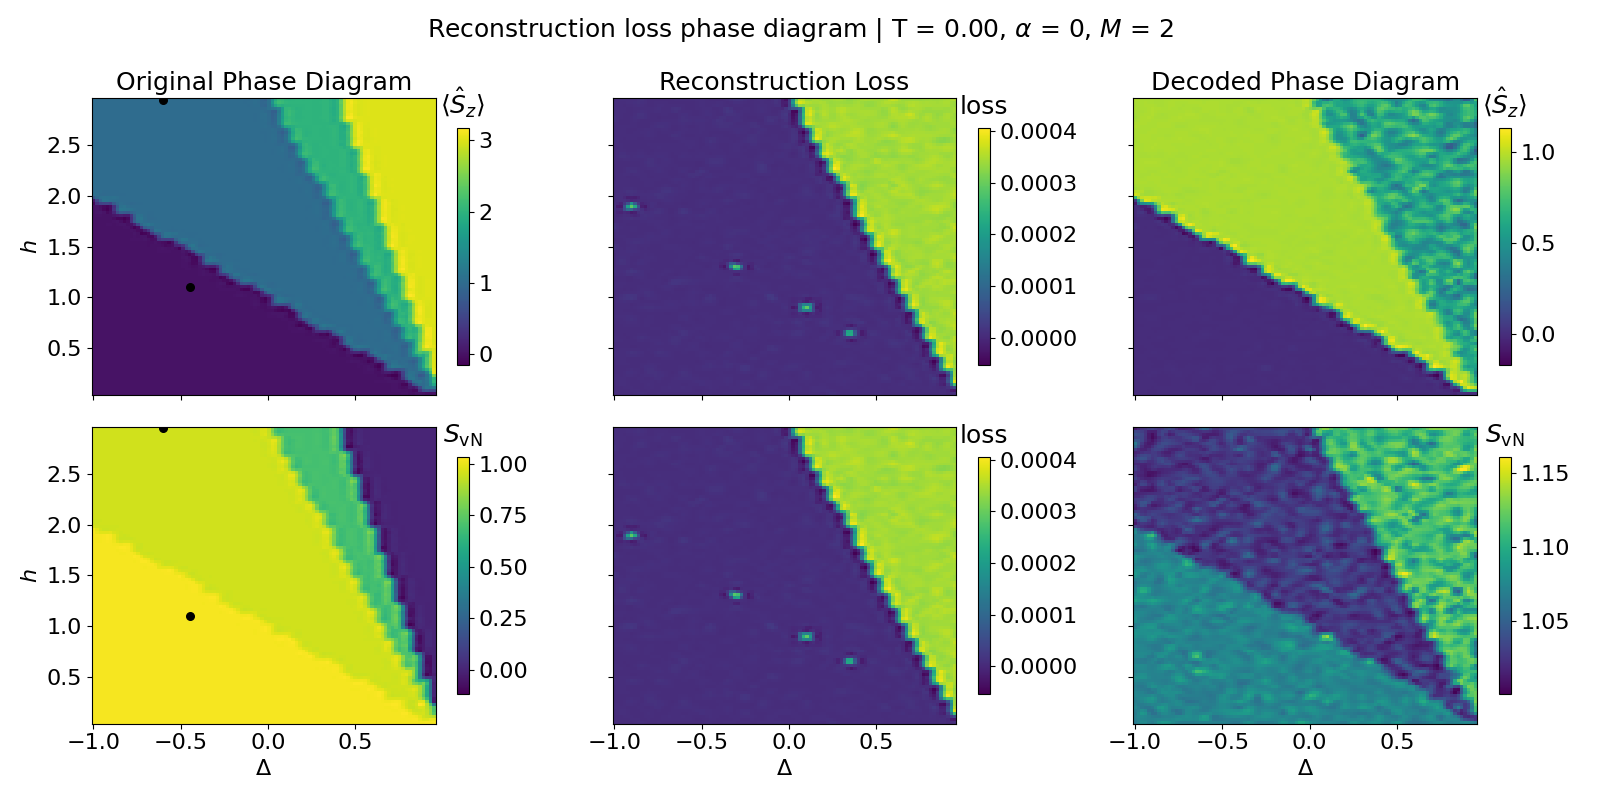 Reconstruction loss phase diagram | T = 0.00, α = 0, M = 2
Original Phase Diagram
⟨Ŝz⟩
h
2.5
2.0
1.5
1.0
0.5
3
2
1
0
Reconstruction Loss
loss
0.0004
0.0003
0.0002
0.0001
0.0000
Decoded Phase Diagram
⟨Ŝz⟩
1.0
0.5
0.0
SvN
h
2.5
2.0
1.5
1.0
0.5
1.00
0.75
0.50
0.25
0.00
−1.0 −0.5 0.0 0.5
Δ
loss
0.0004
0.0003
0.0002
0.0001
0.0000
−1.0 −0.5 0.0 0.5
Δ
SvN
1.15
1.10
1.05
−1.0 −0.5 0.0 0.5
Δ